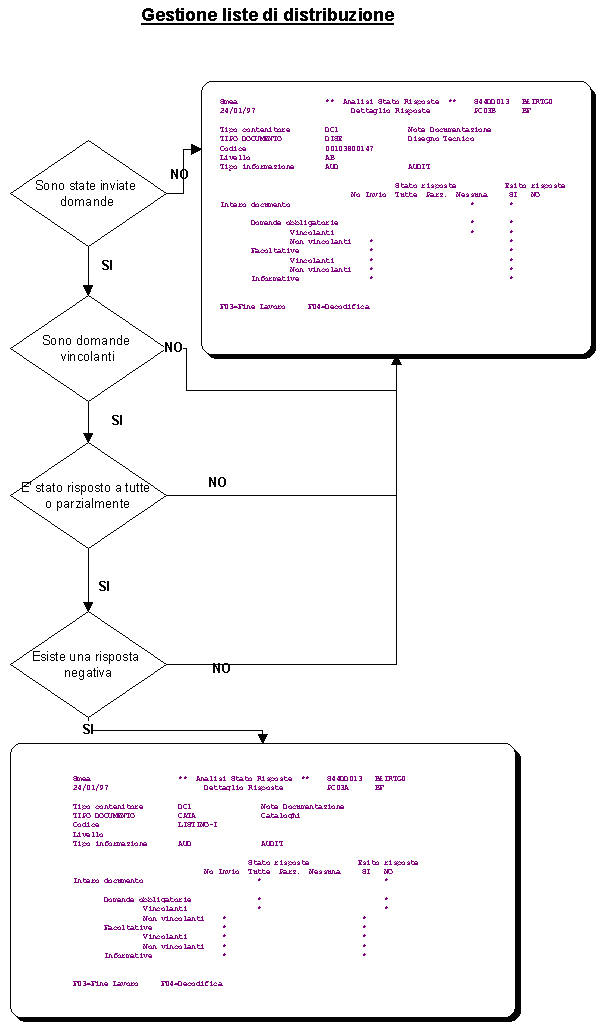 Gestione liste di distribuzione
Smea ** Analisi Stato Risposte ** S44DD013 B£IRTG0
24/01/97 Dettaglio Risposte PC03B BF
Tipo contenitore DC1 Note Documentazione
TIPO DOCUMENTO DISE Disegno Tecnico
Codice 00103800147
Livello AB
Tipo informazione AUD AUDIT
Stato risposte Esito risposte
No Invio Tutte Parz. Nessuna SI NO
Intero documento * *
Domande obbligatorie * *
Vincolanti * *
Non vincolanti * *
Facoltative * *
Vincolanti * *
Non vincolanti * *
Informative * *
F03=Fine Lavoro F04=Decodifica
Sono state inviate
domande
NO
SI
Sono domande
vincolanti
NO
SI
E' stato risposto a tutte
o parzialmente
NO
SI
Esiste una risposta
negativa
NO
SI
Smea ** Analisi Stato Risposte ** S44DD013 B£IRTG0
24/01/97 Dettaglio Risposte PC03A BF
Tipo contenitore DC1 Note Documentazione
TIPO DOCUMENTO CATA Cataloghi
Codice LISTINO-I
Livello
Tipo informazione AUD AUDIT
Stato risposte Esito risposte
No Invio Tutte Parz. Nessuna SI NO
Intero documento * *
Domande obbligatorie * *
Vincolanti * *
Non vincolanti * *
Facoltative * *
Vincolanti * *
Non vincolanti * *
Informative * *
F03=Fine Lavoro F04=Decodifica